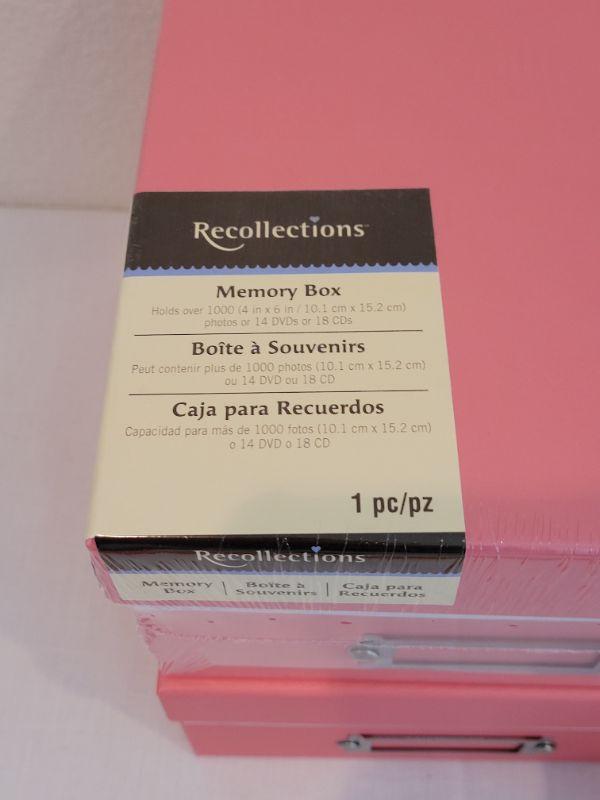 Recollections™
Memory Box
Holds over 1000 (4 in x 6 in / 10.1 cm x 15.2 cm)
photos or 14 DVDs or 18 CDs
Boîte à Souvenirs
Peut contenir plus de 1000 photos (10.1 cm x 15.2 cm)
ou 14 DVD ou 18 CD
Caja para Recuerdos
Capacidad para más de 1000 fotos (10.1 cm x 15.2 cm)
o 14 DVD o 18 CD
1 pc/pz
Recollections
Memory Box
Boîte à Souvenirs
Caja para Recuerdos